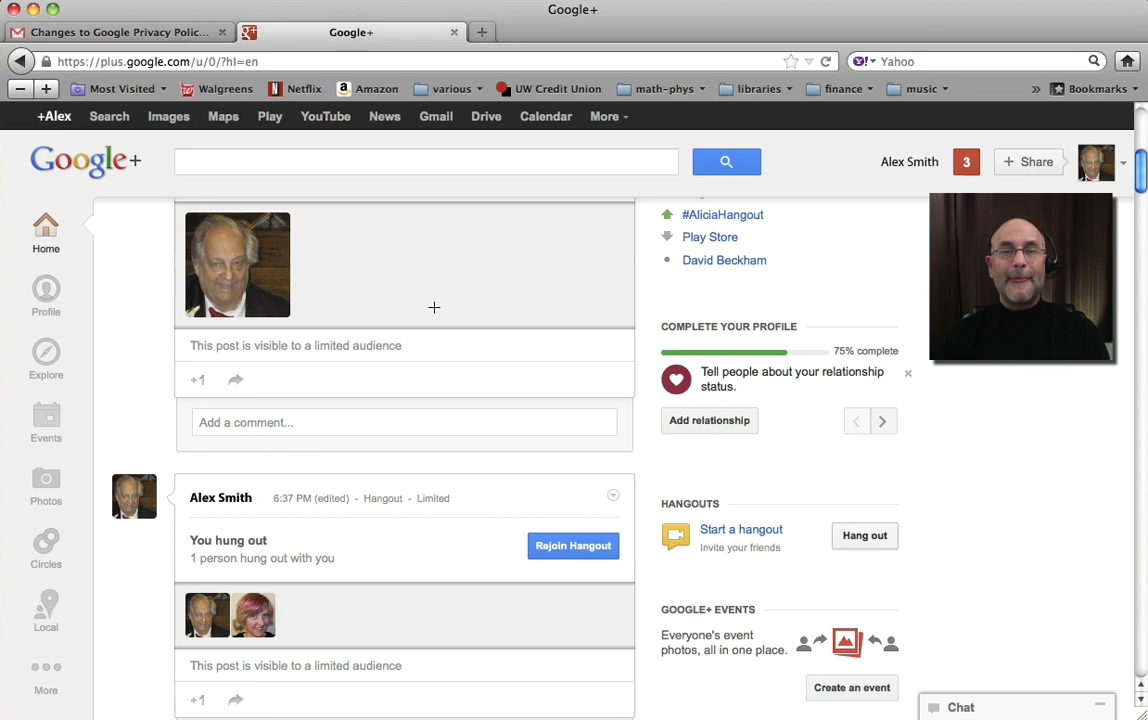 Google+
Changes to Google Privacy Polic...
Google+
https://plus.google.com/u/0/?hl=en
Yahoo
Most Visited
Walgreens
Netflix
Amazon
various
UW Credit Union
math-phys
libraries
finance
music
»
Bookmarks
+Alex Search Images Maps Play YouTube News Gmail Drive Calendar More
Google+
Alex Smith
3
+ Share
Home
Profile
Explore
Events
Photos
Circles
Local
More
This post is visible to a limited audience
+1
Add a comment...
Alex Smith 6:37 PM (edited) - Hangout - Limited
You hung out
1 person hung out with you
Rejoin Hangout
This post is visible to a limited audience
+1
#AliciaHangout
Play Store
David Beckham
COMPLETE YOUR PROFILE
75% complete
Tell people about your relationship
status.
Add relationship
HANGOUTS
Start a hangout
Invite your friends
Hang out
GOOGLE+ EVENTS
Everyone's event
photos, all in one place.
Create an event
Chat